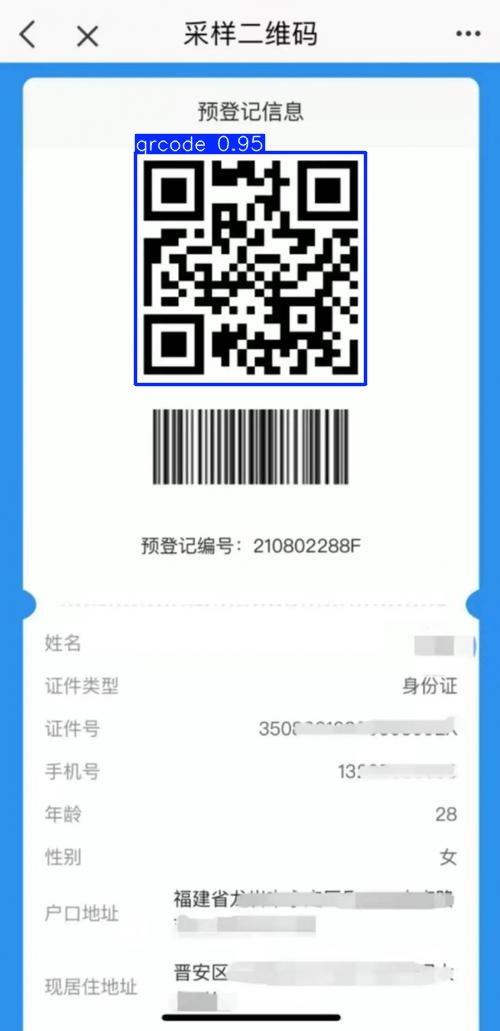 采样二维码
预登记信息
qrcode 0.95
预登记编号：210802288F
姓名
证件类型 身份证
证件号 3508
手机号 13
年龄 28
性别 女
福建省龙
户口地址
晋安区
现居住地址